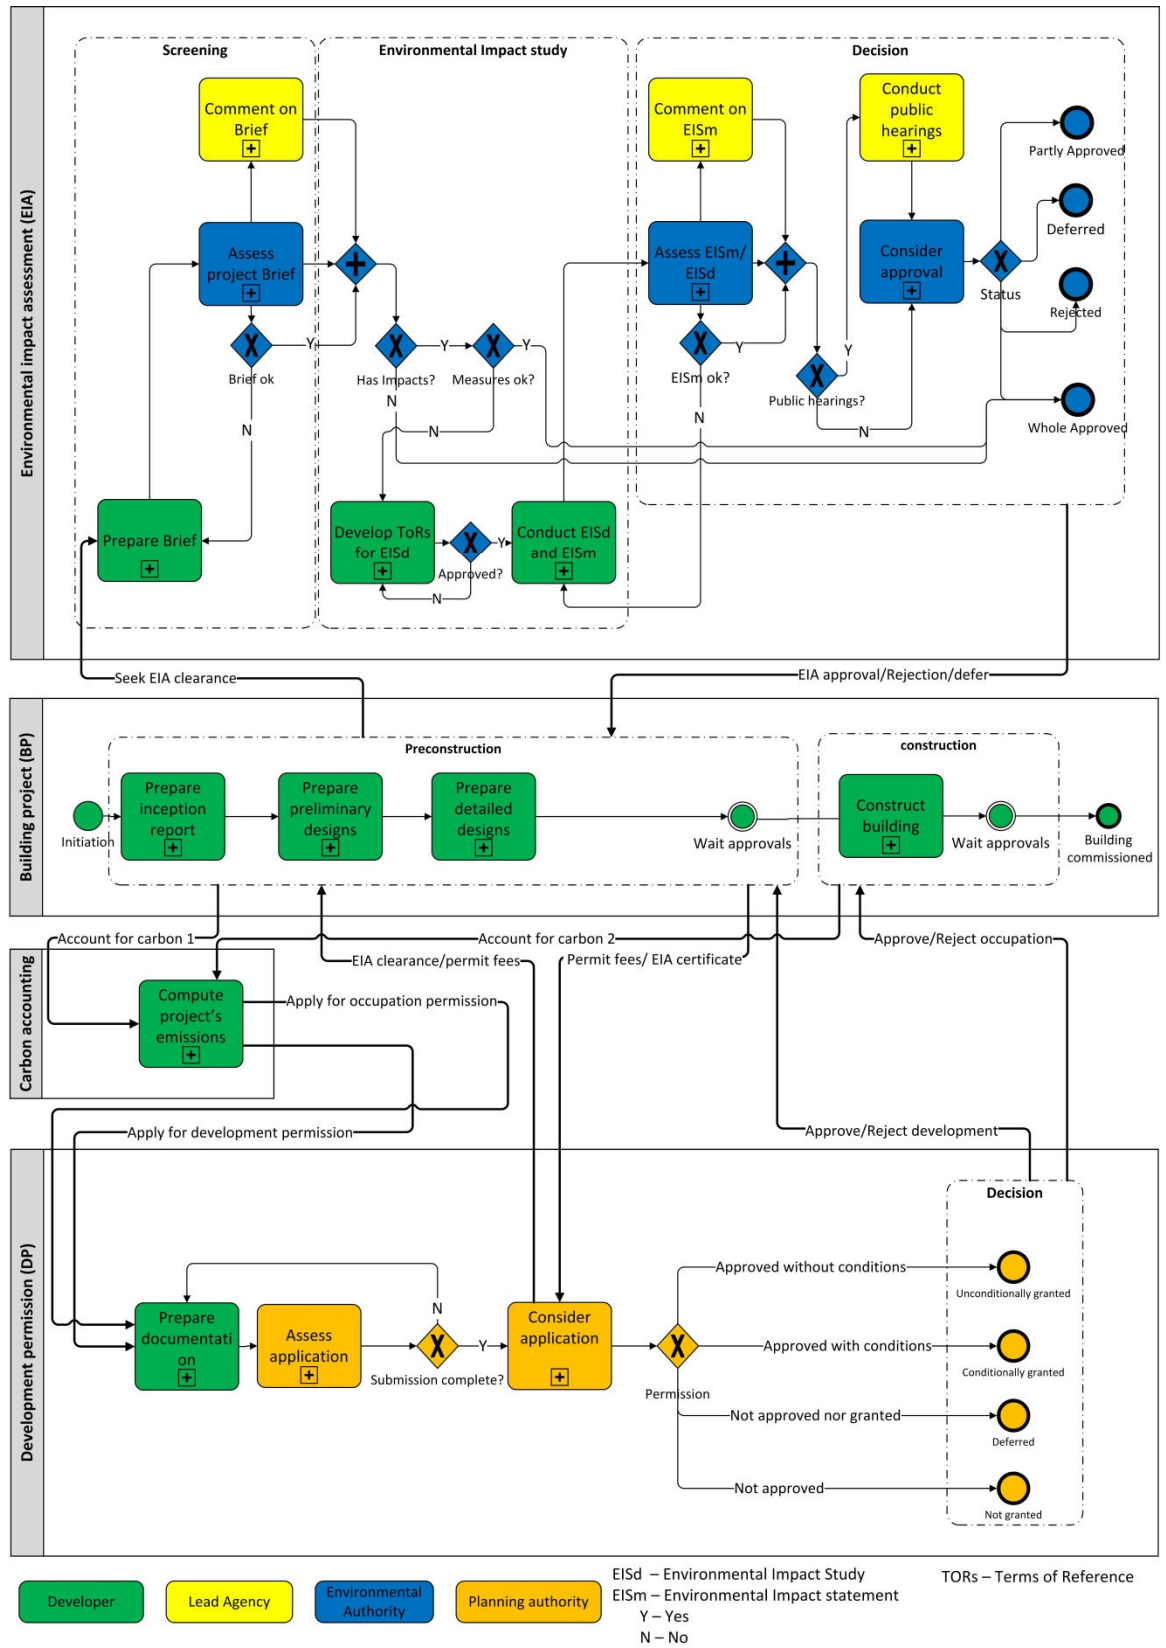 Environmental impact assessment (EIA)
Screening
Environmental Impact study
Decision
Comment on
Brief
Comment on
EISm
Conduct
public
hearings
Partly Approved
Assess
project Brief
Assess EISm/
EISd
Consider
approval
Deferred
Status
Rejected
Y
Brief ok
Has Impacts?
Y
Measures ok?
Y
EISm ok?
Y
Public hearings?
Y
Whole Approved
N
N
N
N
N
Prepare Brief
Develop ToRs
for EISd
Approved?
Y
N
Conduct EISd
and EISm
Seek EIA clearance
EIA approval/Rejection/defer
Building project (BP)
Preconstruction
construction
Initiation
Prepare
inception
report
Prepare
preliminary
designs
Prepare
detailed
designs
Wait approvals
Construct
building
Wait approvals
Building
commissioned
Account for carbon 1
Account for carbon 2
Approve/Reject occupation
EIA clearance/permit fees
Permit fees/ EIA certificate
Carbon accounting
Compute
project's
emissions
Apply for occupation permission
Apply for development permission
Approve/Reject development
Development permission (DP)
Decision
Approved without conditions
Unconditionally granted
N
Prepare
documentati
on
Assess
application
Submission complete?
Y
Consider
application
Permission
Approved with conditions
Conditionally granted
Not approved nor granted
Deferred
Not approved
Not granted
Developer
Lead Agency
Environmental
Authority
Planning authority
EISd – Environmental Impact Study
EISm – Environmental Impact statement
Y – Yes
N – No
TORs – Terms of Reference